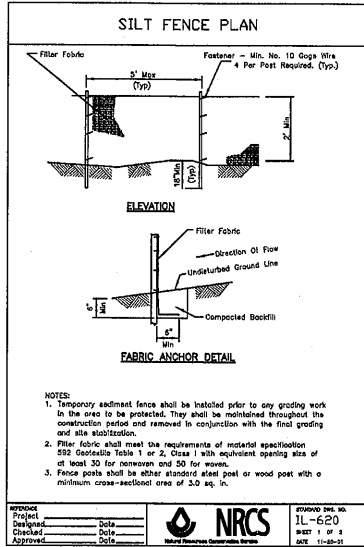 SILT FENCE PLAN
Filter Fabric
Fastener - Min. No. 10 Gage Wire
4 Per Post Required. (Typ.)
5' Max
(Typ)
2' Min
18" Min
(Typ)
ELEVATION
Filter Fabric
Direction Of Flow
Undisturbed Ground Line
6"
Min
Compacted Backfill
6"
Min
FABRIC ANCHOR DETAIL
NOTES:
1. Temporary sediment fence shall be installed prior to any grading work
in the area to be protected. They shall be maintained throughout the
construction period and removed in conjunction with the final grading
and site stabilization.
2. Filter fabric shall meet the requirements of material specification
592 Geotextile Table 1 or 2, Class I with equivalent opening size of
at least 30 for nonwoven and 50 for woven.
3. Fence posts shall be either standard steel post or wood post with a
minimum cross-sectional area of 3.0 sq. in.
REFERENCE
Project
Designed Date
Checked Date
Approved Date
NRCS
Natural Resources Conservation Service
STANDARD DWG. NO.
IL-620
SHEET 1 OF 2
DATE 11-20-01